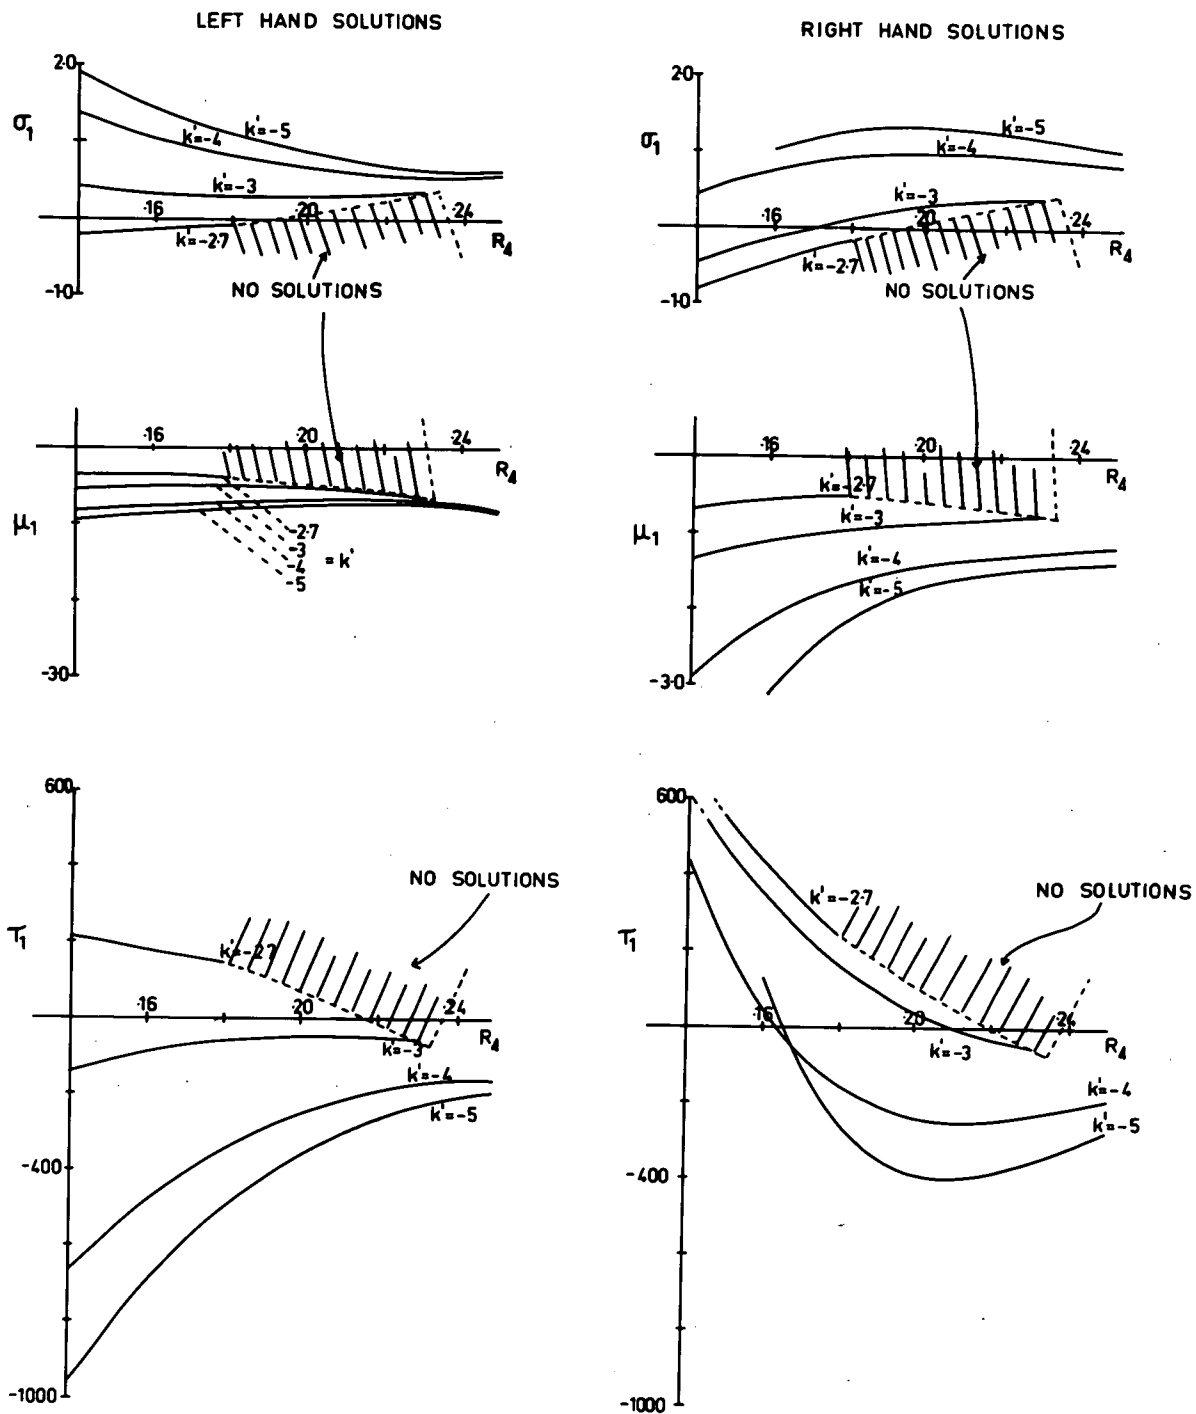 LEFT HAND SOLUTIONS
2.0
σ₁
k'=-5
k'=-4
k'=-3
.16
.20
.24
k'=-2.7
R₄
-1.0
NO SOLUTIONS
RIGHT HAND SOLUTIONS
2.0
σ₁
k'=-5
k'=-4
k'=-3
.16
.20
.24
k'=-2.7
R₄
-1.0
NO SOLUTIONS
.16
.20
.24
R₄
μ₁
-2.7
-3
-4
-5
= k'
-3.0
.16
.20
.24
R₄
k'=-2.7
k'=-3
μ₁
k'=-4
k'=-5
-3.0
600
NO SOLUTIONS
τ₁
k'=-2.7
.16
.20
.24
R₄
k'=-3
k'=-4
k'=-5
-400
-1000
600
NO SOLUTIONS
k'=-2.7
τ₁
.16
.20
.24
R₄
k'=-3
k'=-4
k'=-5
-400
-1000